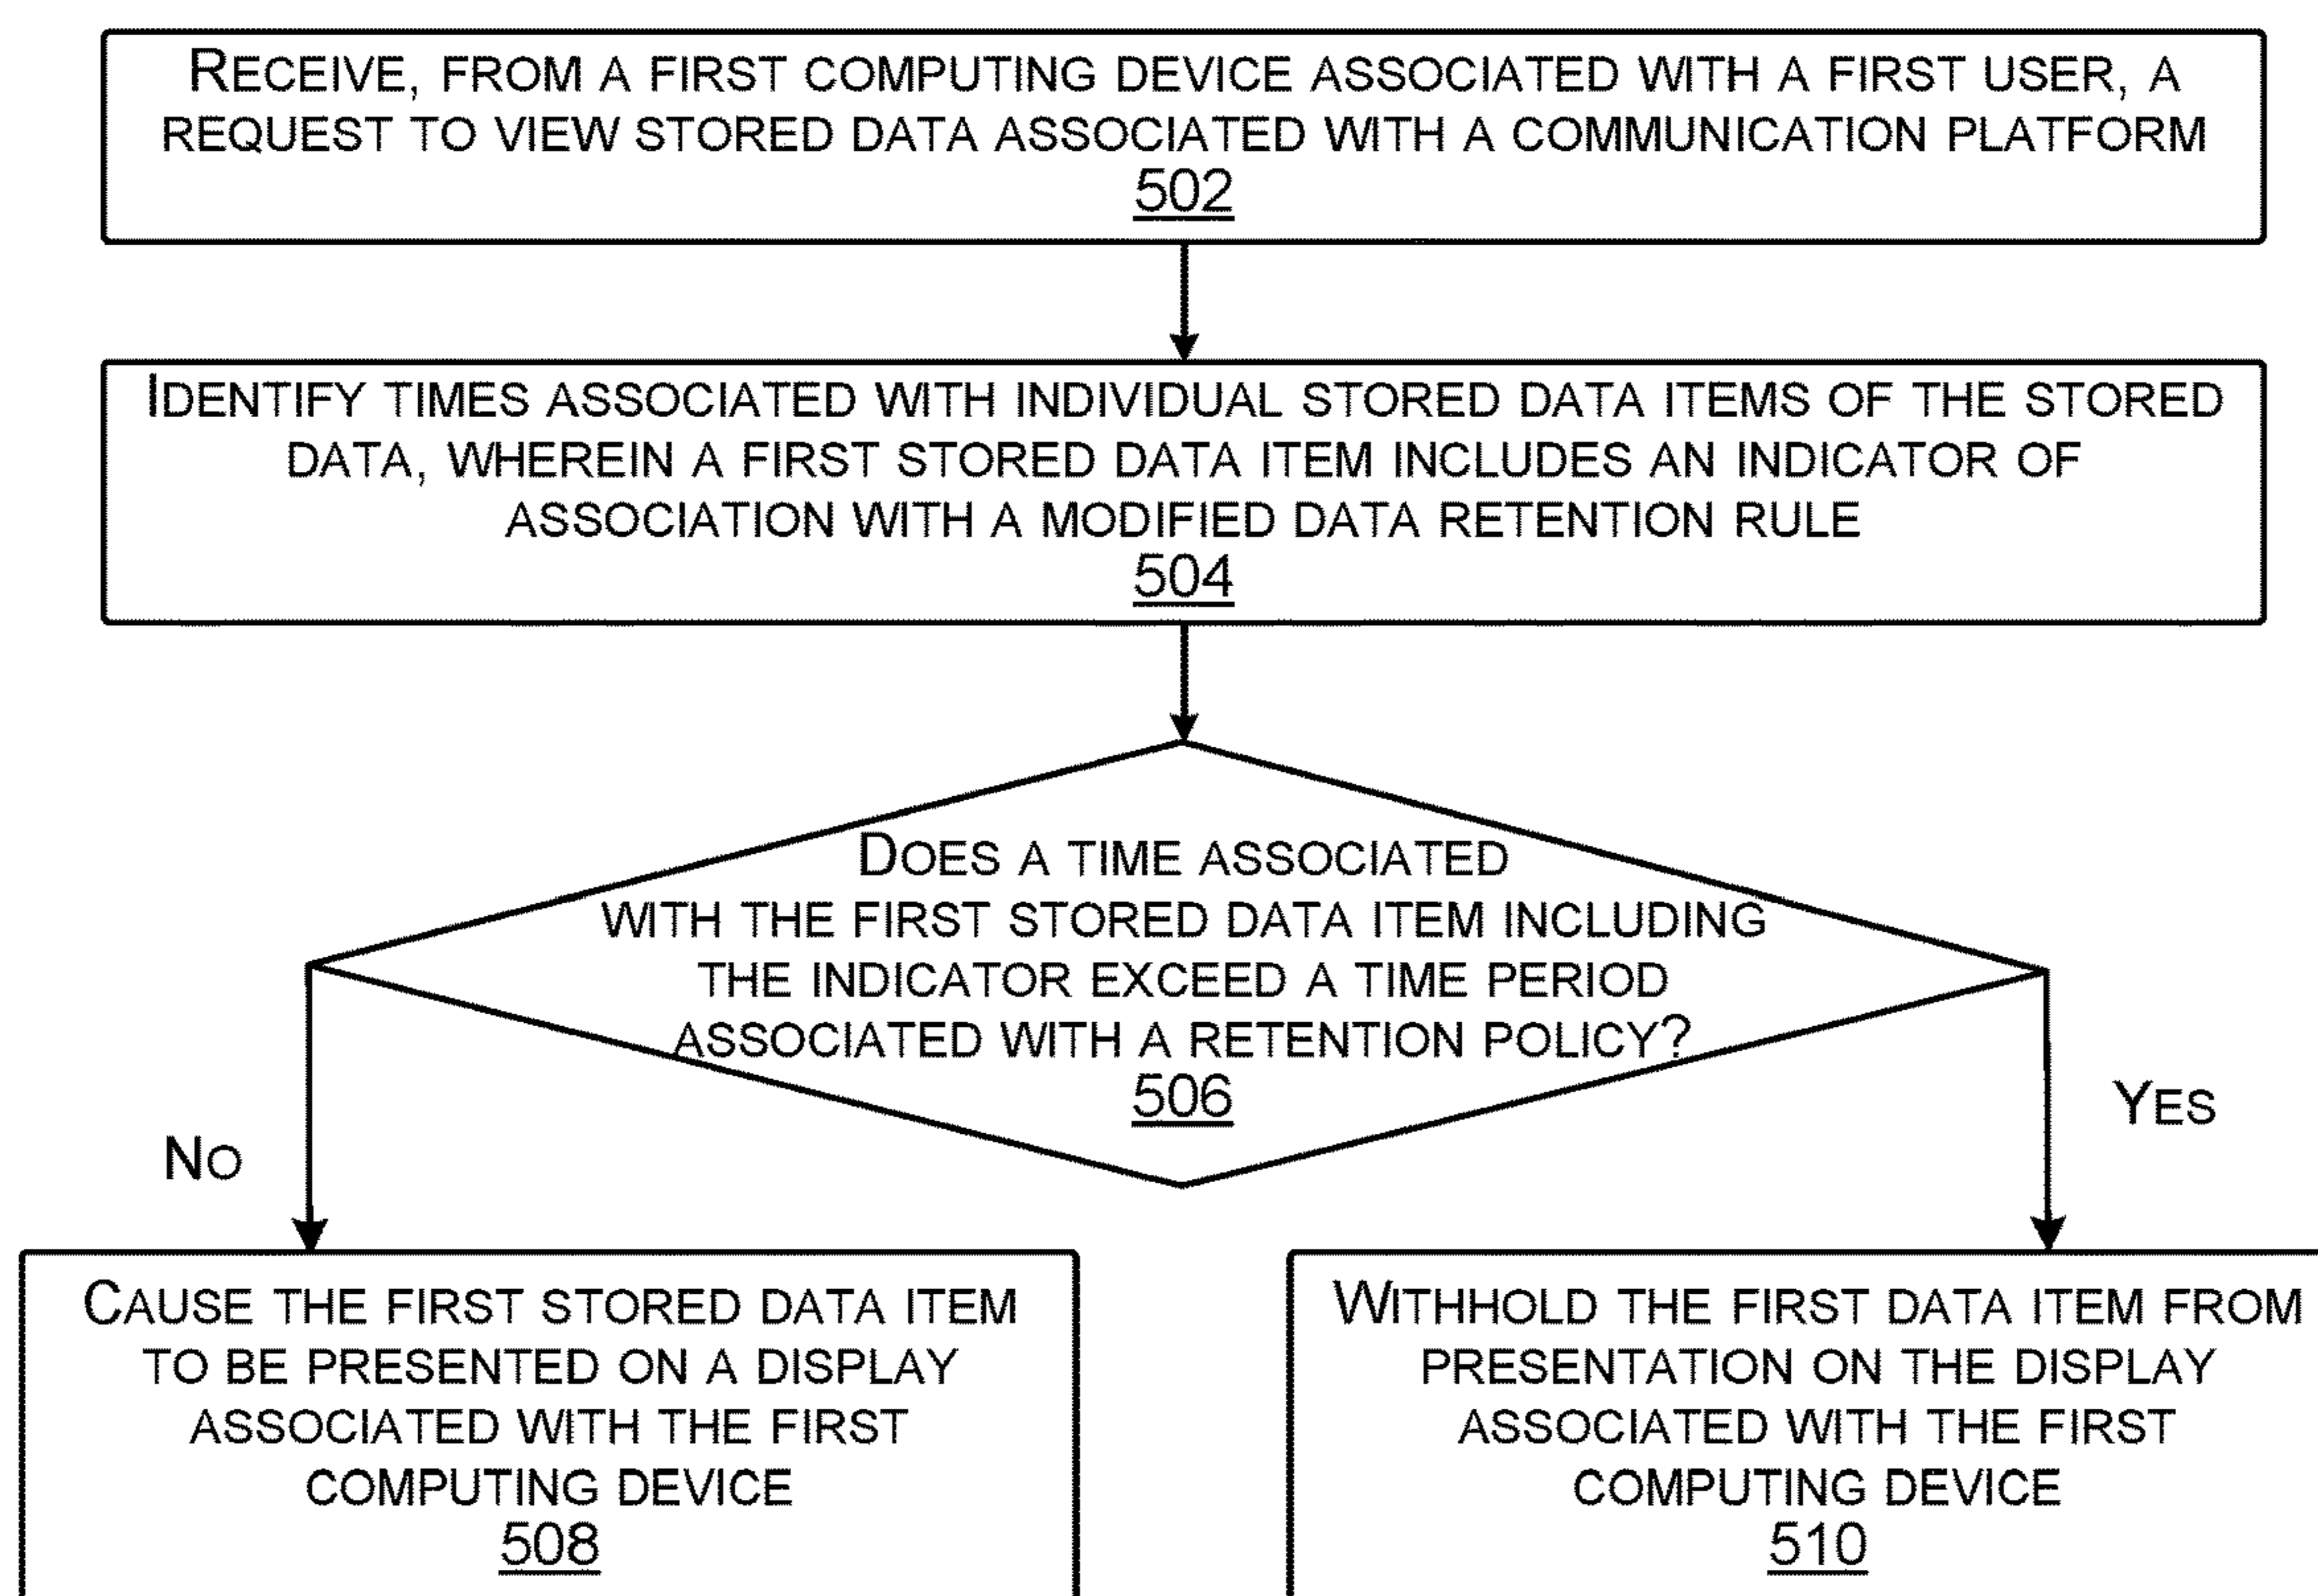 RECEIVE, FROM A FIRST COMPUTING DEVICE ASSOCIATED WITH A FIRST USER, A
REQUEST TO VIEW STORED DATA ASSOCIATED WITH A COMMUNICATION PLATFORM
502
IDENTIFY TIMES ASSOCIATED WITH INDIVIDUAL STORED DATA ITEMS OF THE STORED
DATA, WHEREIN A FIRST STORED DATA ITEM INCLUDES AN INDICATOR OF
ASSOCIATION WITH A MODIFIED DATA RETENTION RULE
504
DOES A TIME ASSOCIATED
WITH THE FIRST STORED DATA ITEM INCLUDING
THE INDICATOR EXCEED A TIME PERIOD
ASSOCIATED WITH A RETENTION POLICY?
506
NO
YES
CAUSE THE FIRST STORED DATA ITEM
TO BE PRESENTED ON A DISPLAY
ASSOCIATED WITH THE FIRST
COMPUTING DEVICE
508
WITHHOLD THE FIRST DATA ITEM FROM
PRESENTATION ON THE DISPLAY
ASSOCIATED WITH THE FIRST
COMPUTING DEVICE
510